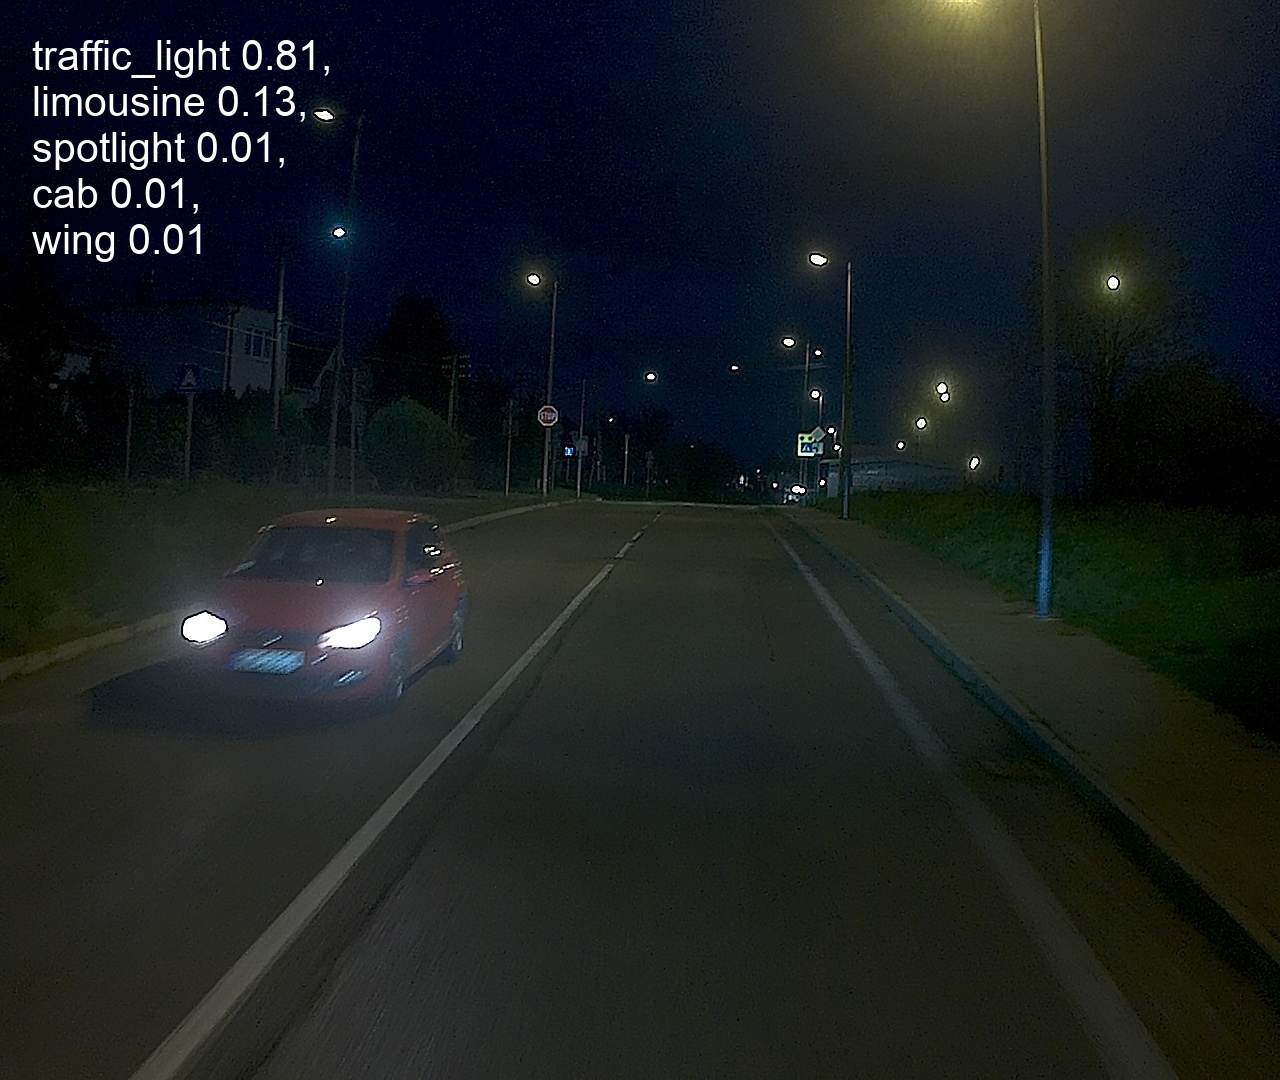 traffic_light 0.81,
limousine 0.13,
spotlight 0.01,
cab 0.01,
wing 0.01
STOP